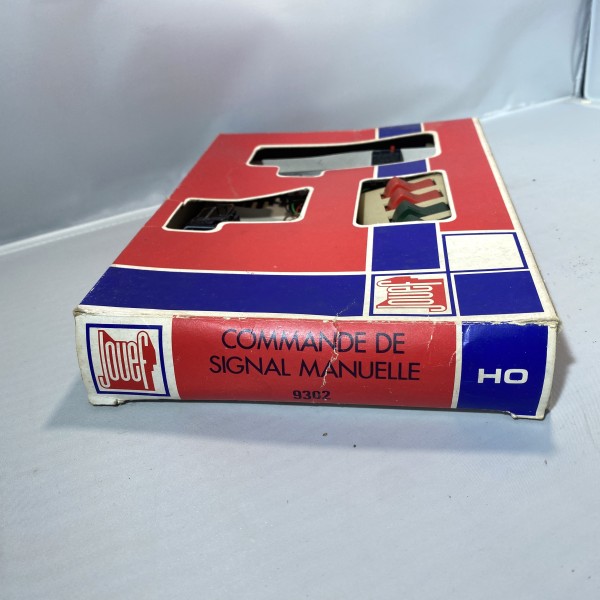 Jouef
Jouef
COMMANDE DE
SIGNAL MANUELLE
9302
HO